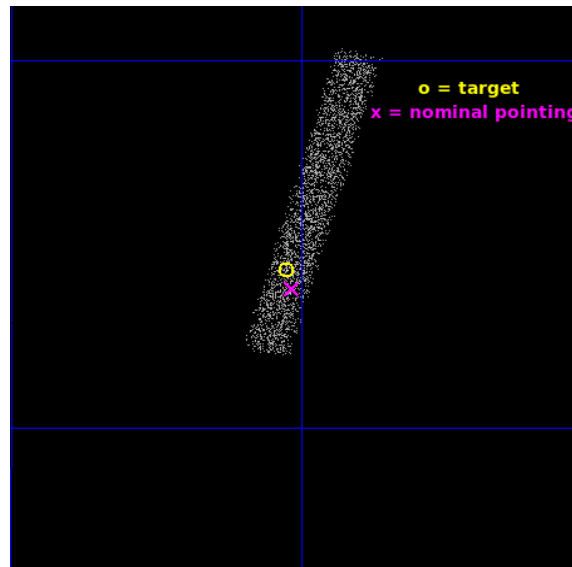 o = target
x = nominal pointing